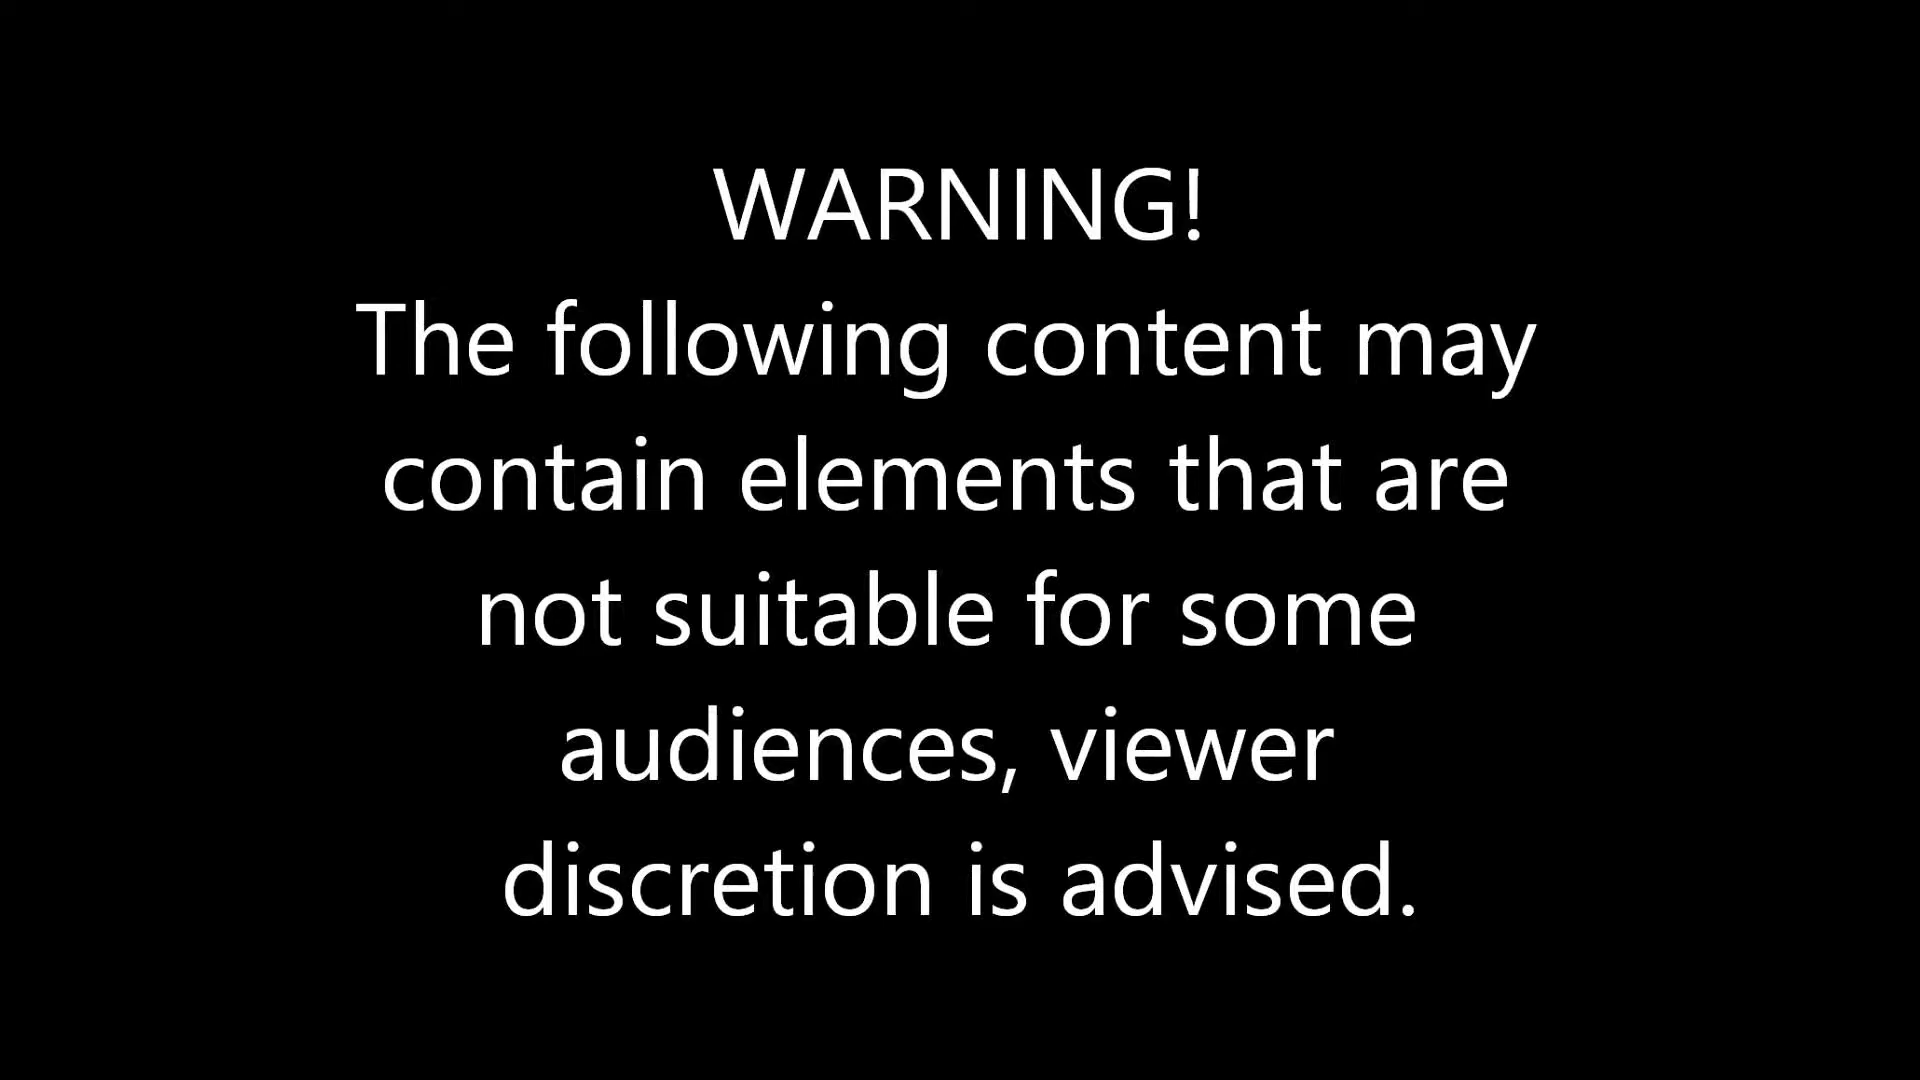 WARNING!
The following content may
contain elements that are
not suitable for some
audiences, viewer
discretion is advised.